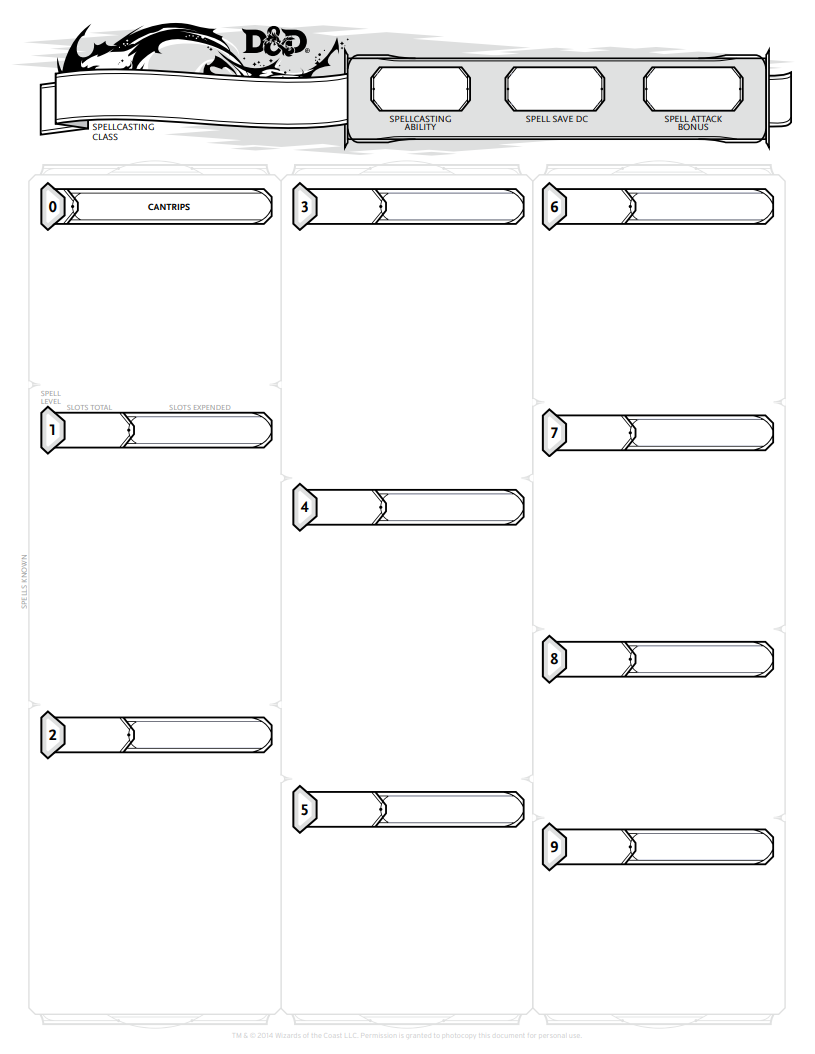 D&D®
SPELLCASTING
CLASS
SPELLCASTING
ABILITY
SPELL SAVE DC
SPELL ATTACK
BONUS
0
CANTRIPS
SPELL
LEVEL
SLOTS TOTAL
SLOTS EXPENDED
1
SPELLS KNOWN
2
3
4
5
6
7
8
9
TM & © 2014 Wizards of the Coast LLC. Permission is granted to photocopy this document for personal use.